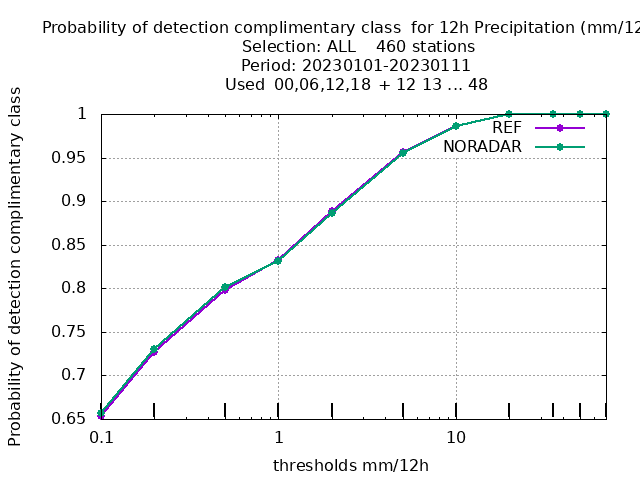 Probability of detection complimentary class for 12h Precipitation (mm/12
Selection: ALL 460 stations
Period: 20230101-20230111
Used 00,06,12,18 + 12 13 ... 48
Probability of detection complimentary class
1
0.95
0.9
0.85
0.8
0.75
0.7
0.65
REF
NORADAR
0.1 1 10
thresholds mm/12h